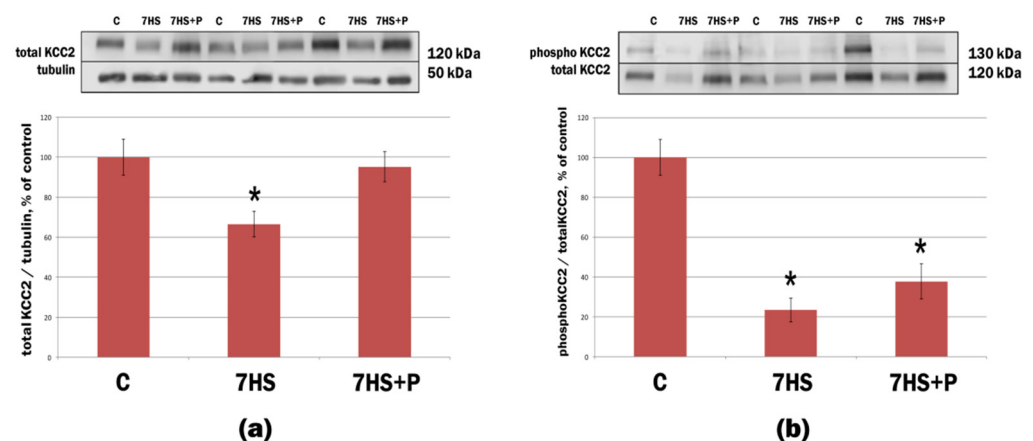 C 7HS 7HS+P C 7HS 7HS+P C 7HS 7HS+P
total KCC2
tubulin
120 kDa
50 kDa
total KCC2 / tubulin, % of control
120
100
80
60
40
20
0
*
C 7HS 7HS+P
(a)
C 7HS 7HS+P C 7HS 7HS+P C 7HS 7HS+P
phospho KCC2
total KCC2
130 kDa
120 kDa
phosphoKCC2 / totalKCC2, % of control
120
100
80
60
40
20
0
*
*
C 7HS 7HS+P
(b)